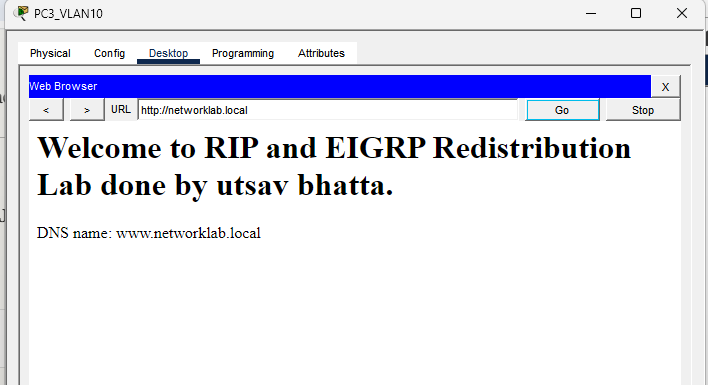 PC3_VLAN10
Physical Config Desktop Programming Attributes
Web Browser X
< > URL http://networklab.local Go Stop
Welcome to RIP and EIGRP Redistribution
Lab done by utsav bhatta.
DNS name: www.networklab.local